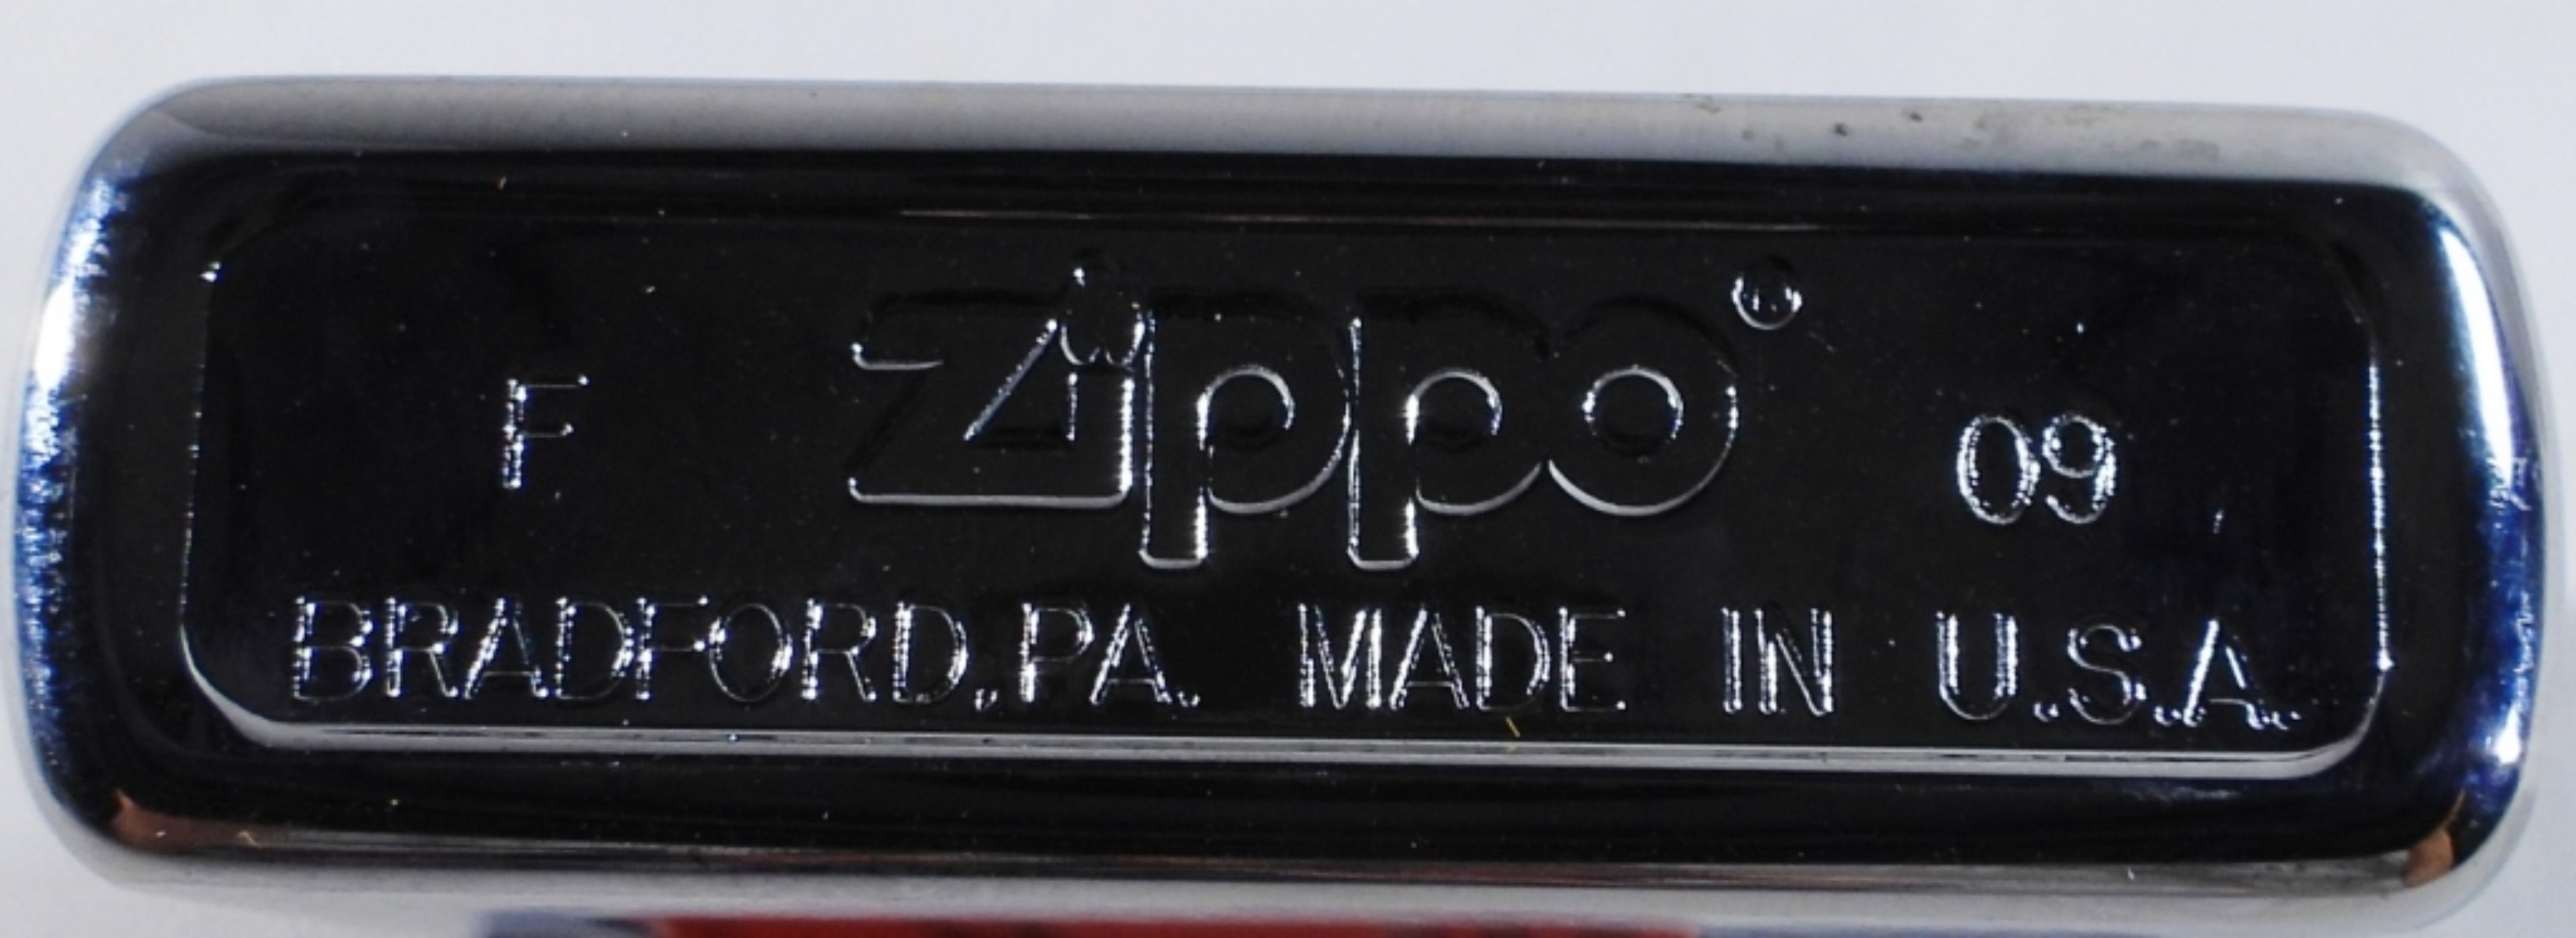 F Zippo® 09
BRADFORD,PA. MADE IN U.S.A.